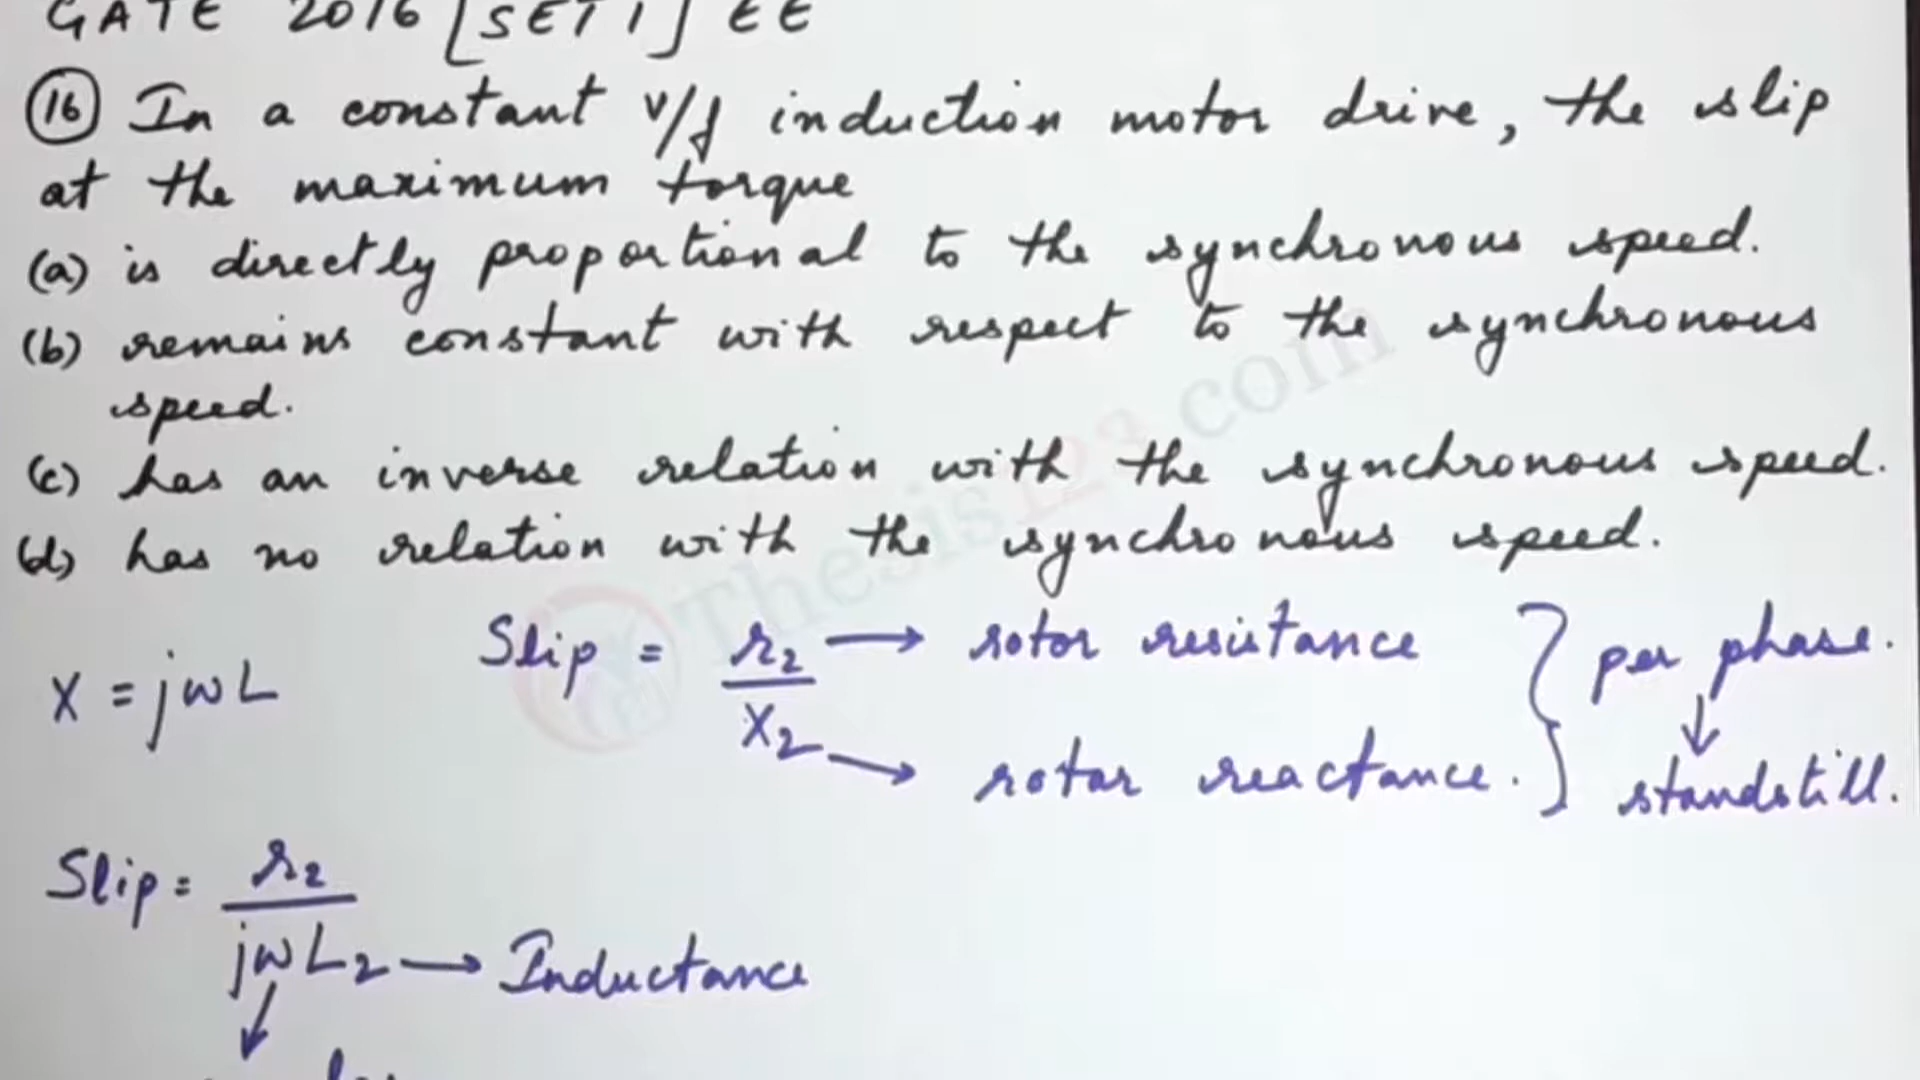 GATE 2016 [SET 1] EE
(16) In a constant v/f induction motor drive, the slip
at the maximum torque
(a) is directly proportional to the synchronous speed.
(b) remains constant with respect to the synchronous
speed.
(c) has an inverse relation with the synchronous speed.
(d) has no relation with the synchronous speed.
Thesis123.com
X = jωL
Slip = r₂/X₂ → rotor resistance } per phase.
→ rotor reactance. ↓ standstill.
Slip = r₂/jωL₂ → Inductance